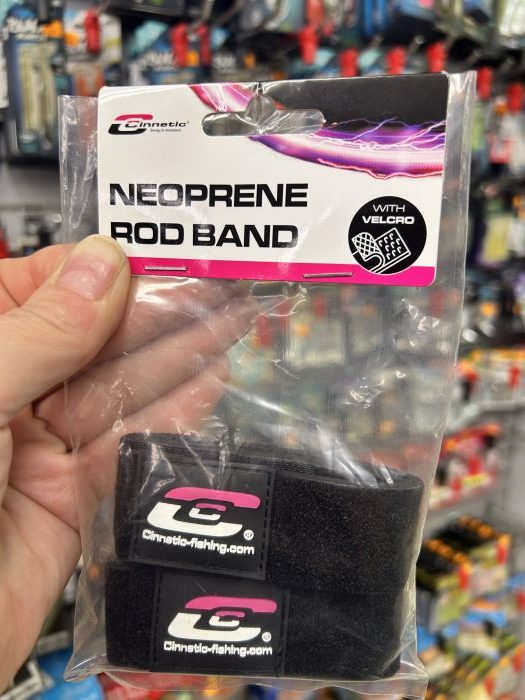 Cinnetic®
NEOPRENE
ROD BAND
WITH
VELCRO
C®
Cinnetic-fishing.com
C®
Cinnetic-fishing.com